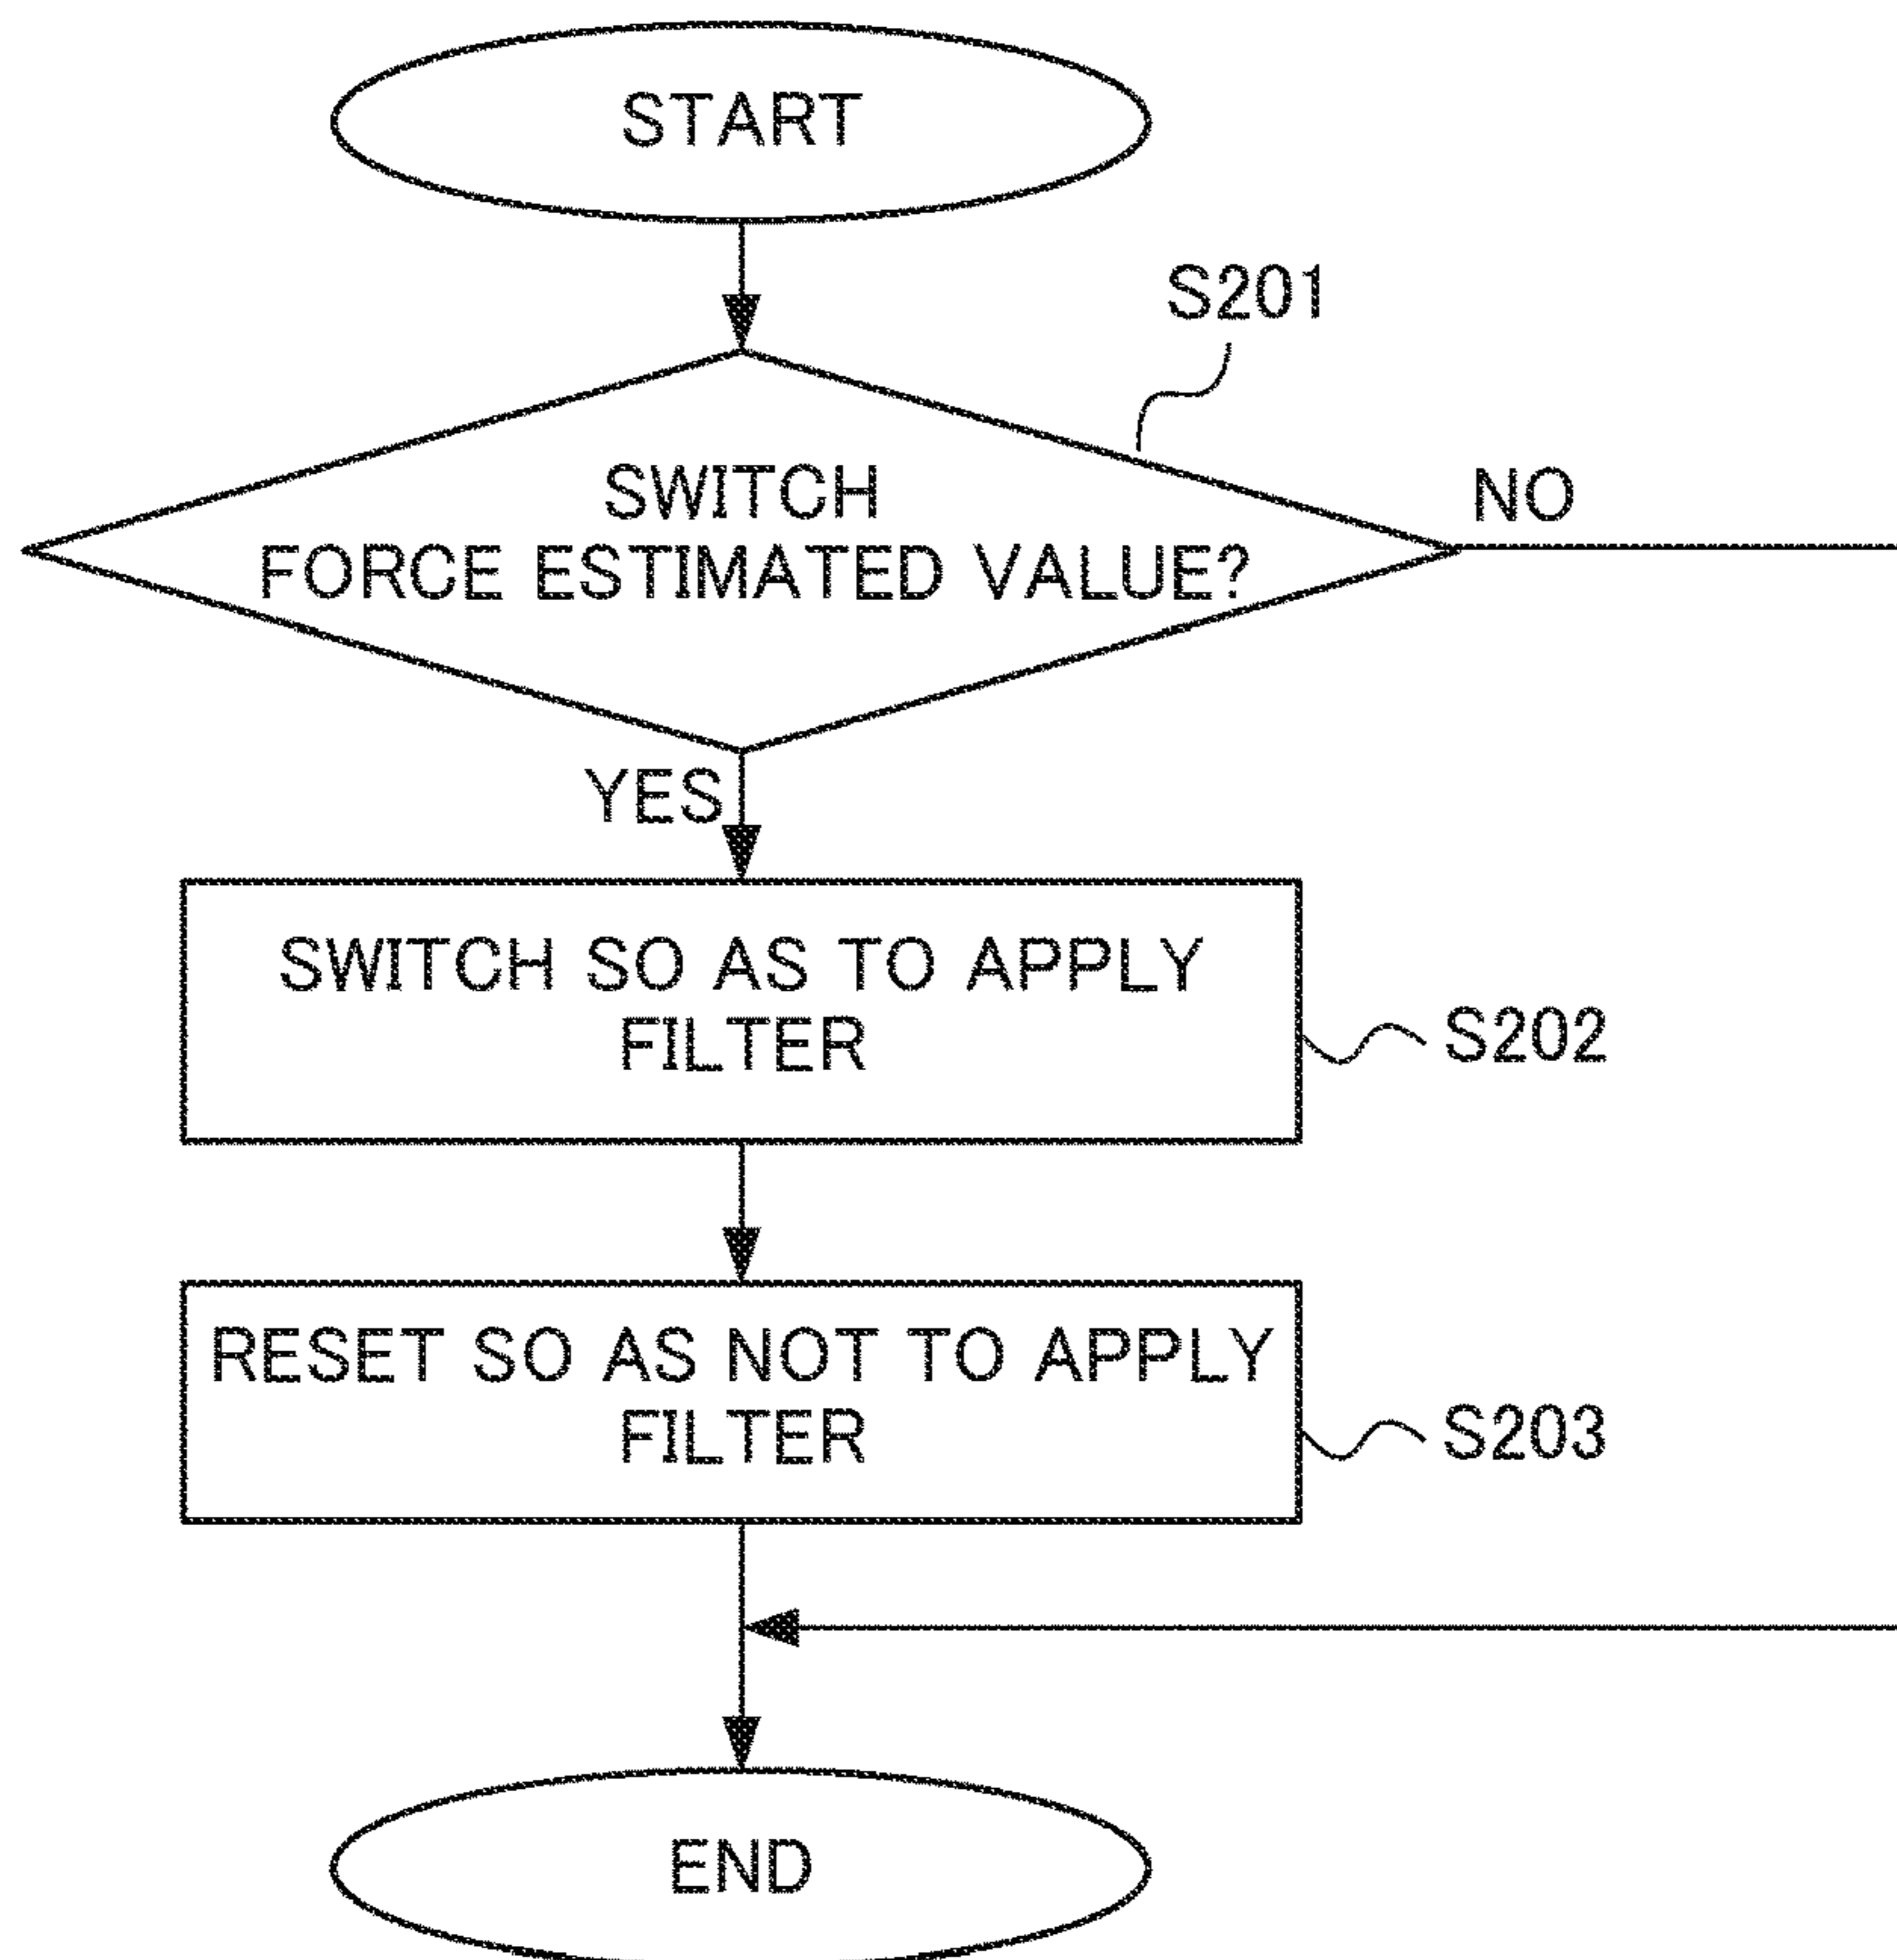 START
S201
SWITCH
FORCE ESTIMATED VALUE?
NO
YES
SWITCH SO AS TO APPLY
FILTER
S202
RESET SO AS NOT TO APPLY
FILTER
S203
END